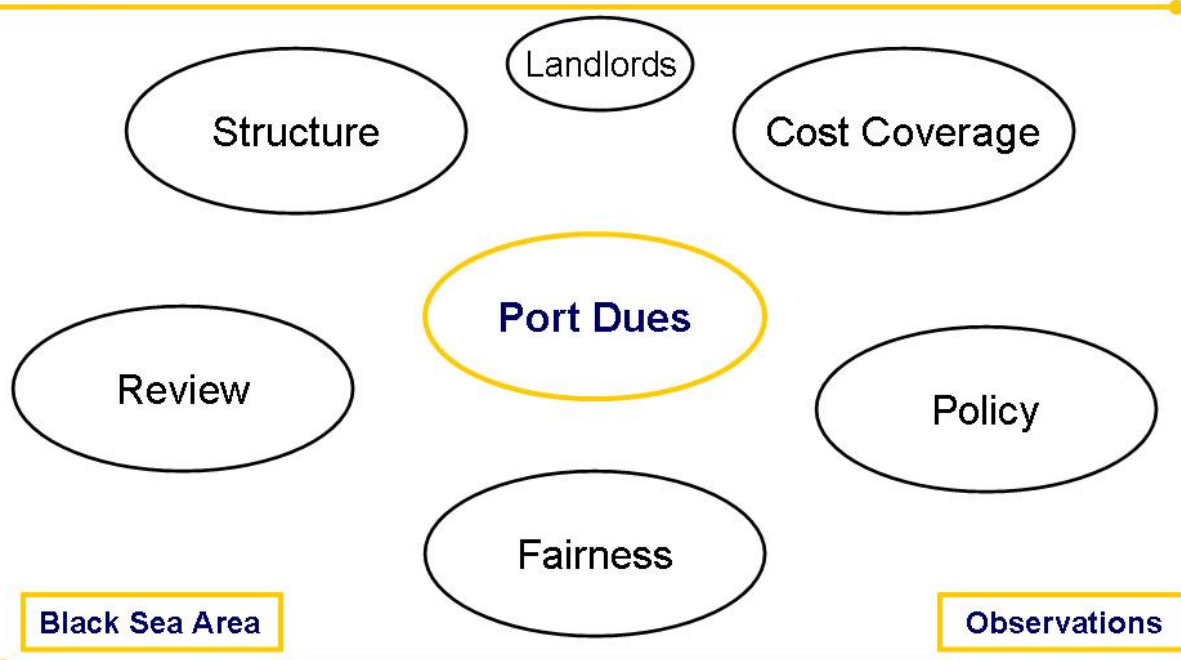 Landlords
Structure
Cost Coverage
Port Dues
Review
Policy
Fairness
Black Sea Area
Observations